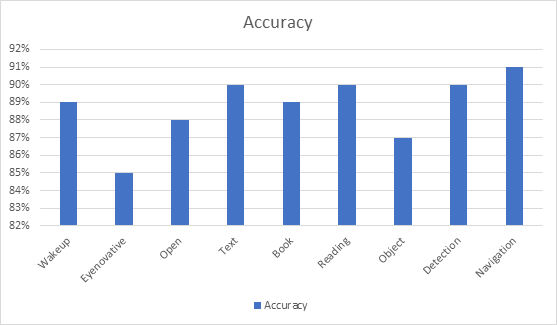 Accuracy
92%
91%
90%
89%
88%
87%
86%
85%
84%
83%
82%
Wakeup
Eyenovative
Open
Text
Book
Reading
Object
Detection
Navigation
Accuracy